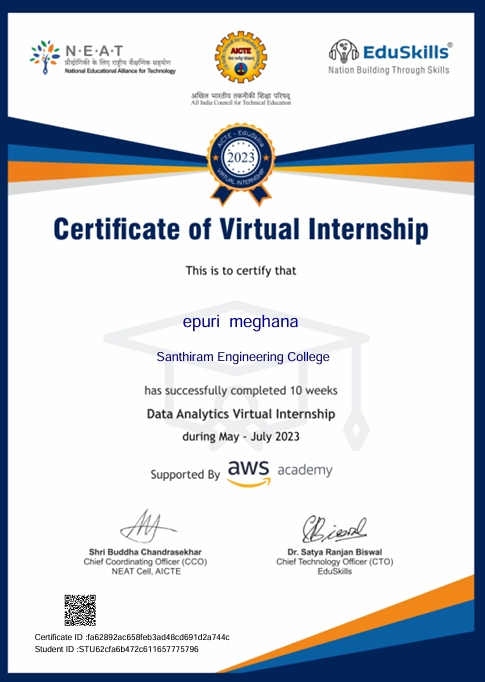 N·E·A·T
प्रौद्योगिकी के लिए राष्ट्रीय शैक्षणिक सहयोग
National Educational Alliance for Technology
AICTE
अखिल भारतीय तकनीकी शिक्षा परिषद्
All India Council for Technical Education
EduSkills®
Nation Building Through Skills
AICTE - EduSkills
2023
VIRTUAL INTERNSHIP
Certificate of Virtual Internship
This is to certify that
epuri meghana
Santhiram Engineering College
has successfully completed 10 weeks
Data Analytics Virtual Internship
during May - July 2023
Supported By aws academy
Shri Buddha Chandrasekhar
Chief Coordinating Officer (CCO)
NEAT Cell, AICTE
Dr. Satya Ranjan Biswal
Chief Technology Officer (CTO)
EduSkills
Certificate ID :fa62892ac658feb3ad48cd691d2a744c
Student ID :STU62cfa6b472c611657775796